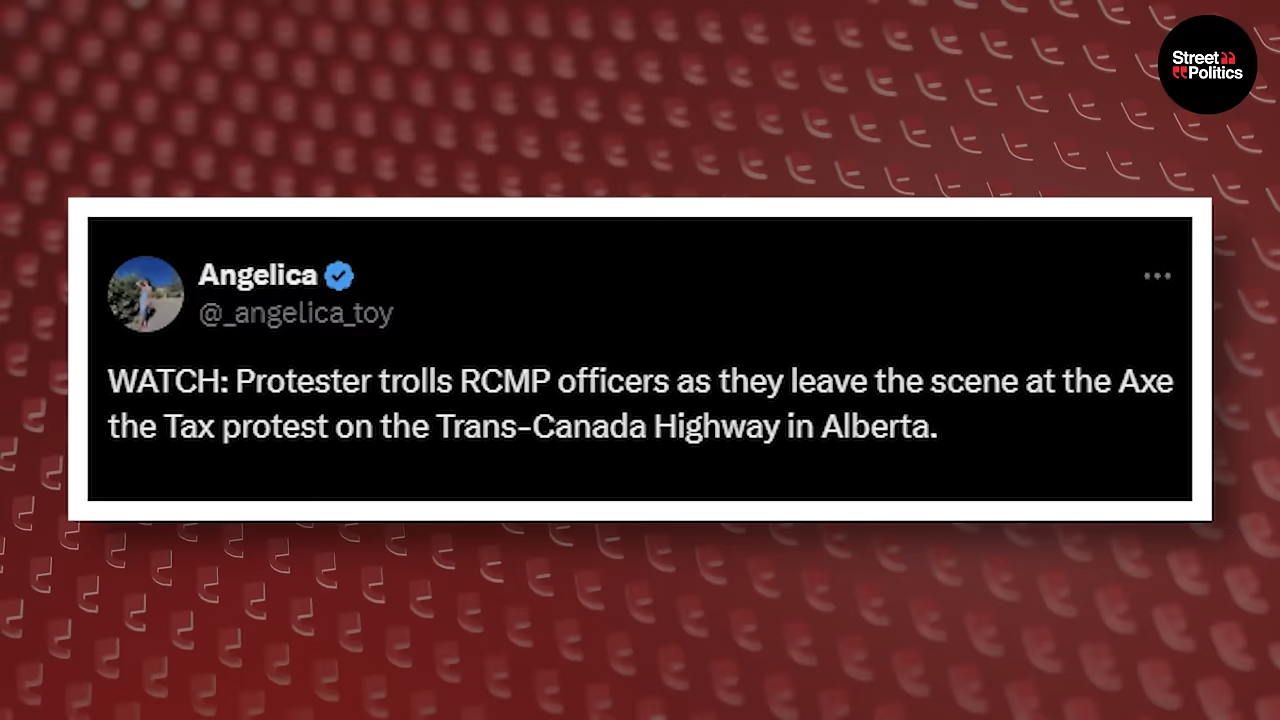 Street
Politics
Angelica
@_angelica_toy
WATCH: Protester trolls RCMP officers as they leave the scene at the Axe
the Tax protest on the Trans-Canada Highway in Alberta.